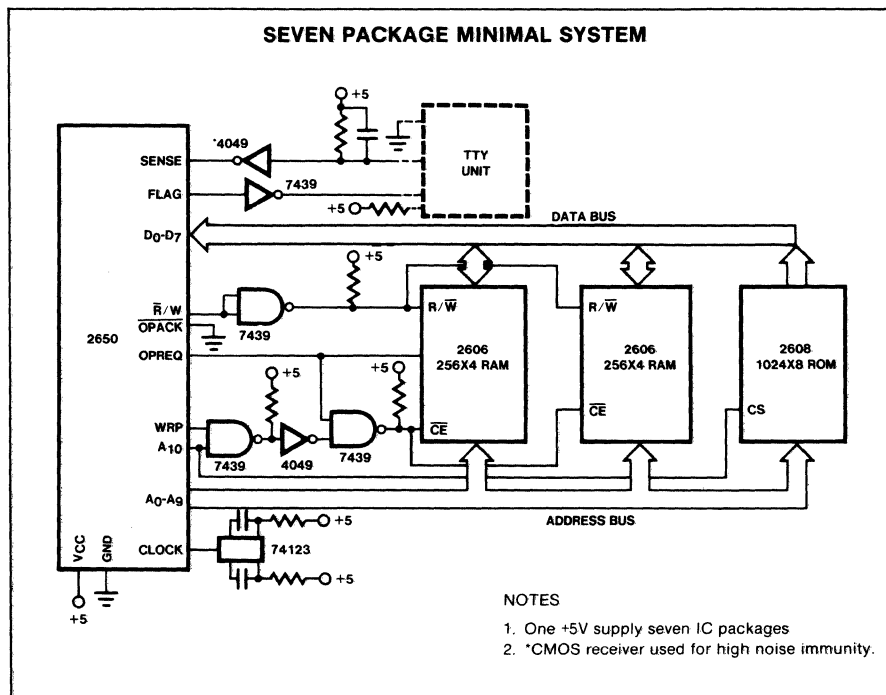 SEVEN PACKAGE MINIMAL SYSTEM
+5
*4049
SENSE
TTY
UNIT
FLAG
7439
+5
DATA BUS
D0-D7
+5
R̅/W
OPACK
7439
R/W̅
R/W̅
2650
2606
256X4 RAM
2606
256X4 RAM
2608
1024X8 ROM
OPREQ
+5
+5
WRP
CE
CE
CS
A10
7439
4049
7439
A0-A9
ADDRESS BUS
+5
CLOCK
74123
+5
VCC
GND
+5
NOTES
1. One +5V supply seven IC packages
2. *CMOS receiver used for high noise immunity.